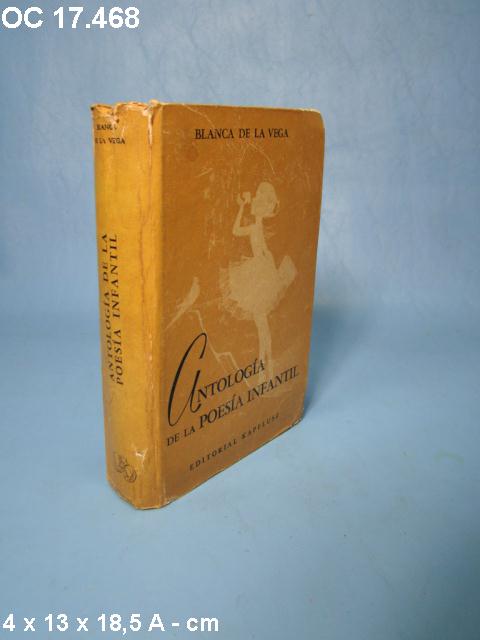 OC 17.468
BLANCA
DE LA VEGA
ANTOLOGÍA DE LA
POESÍA INFANTIL
BLANCA DE LA VEGA
ANTOLOGÍA
DE LA POESÍA INFANTIL
EDITORIAL KAPELUSZ
4 x 13 x 18,5 A - cm